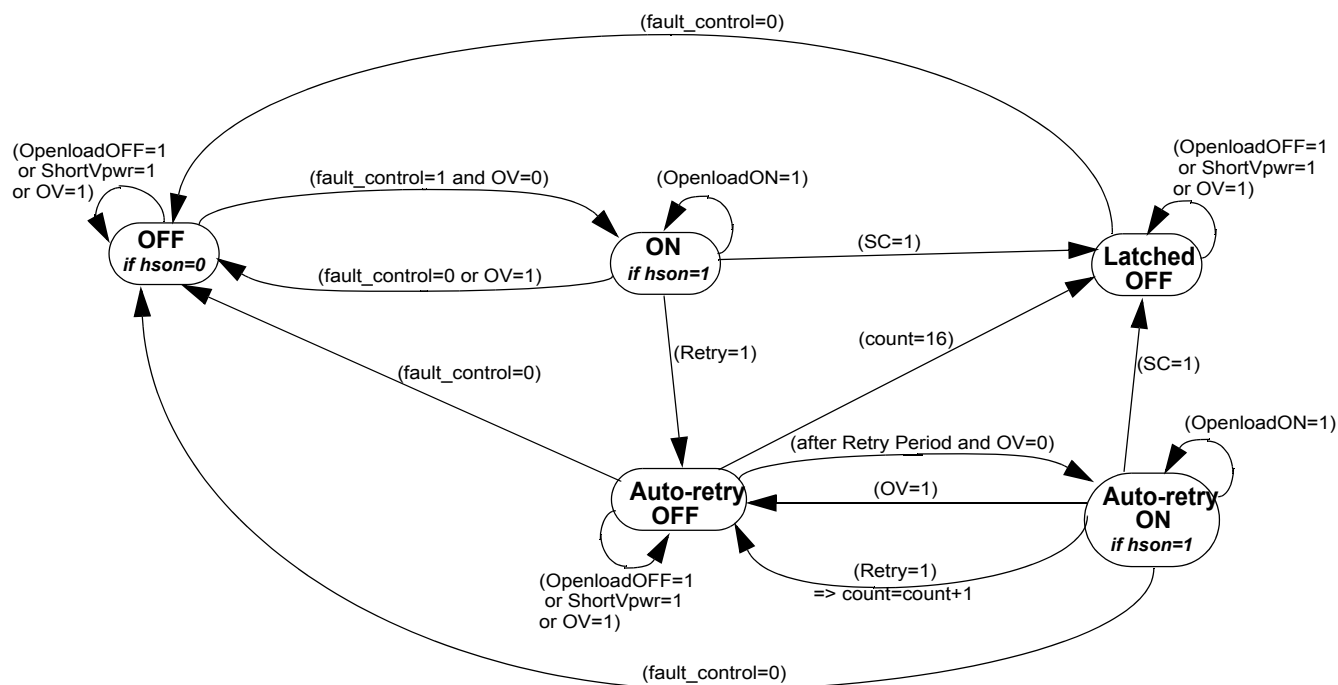 (fault_control=0)
(OpenloadOFF=1
or ShortVpwr=1
or OV=1)
(fault_control=1 and OV=0)
(OpenloadON=1)
(OpenloadOFF=1
or ShortVpwr=1
or OV=1)
OFF
if hson=0
(fault_control=0 or OV=1)
ON
if hson=1
(SC=1)
Latched
OFF
(Retry=1)
(count=16)
(fault_control=0)
(SC=1)
(after Retry Period and OV=0)
(OpenloadON=1)
Auto-retry
OFF
(OV=1)
Auto-retry
ON
if hson=1
(OpenloadOFF=1
or ShortVpwr=1
or OV=1)
(Retry=1)
=> count=count+1
(fault_control=0)